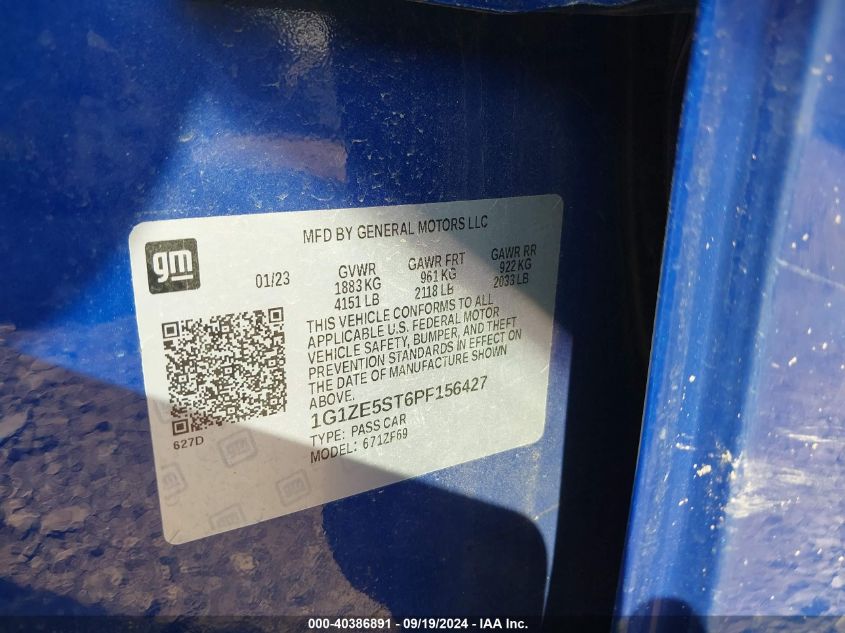 MFD BY GENERAL MOTORS LLC
gm
01/23
GVWR
1883 KG
4151 LB
GAWR FRT
961 KG
2118 LB
GAWR RR
922 KG
2033 LB
THIS VEHICLE CONFORMS TO ALL
APPLICABLE U.S. FEDERAL MOTOR
VEHICLE SAFETY, BUMPER, AND THEFT
PREVENTION STANDARDS IN EFFECT ON
THE DATE OF MANUFACTURE SHOWN
ABOVE.
1G1ZE5ST6PF156427
TYPE: PASS CAR
MODEL: 671ZF69
627D
000-40386891 - 09/19/2024 - IAA Inc.